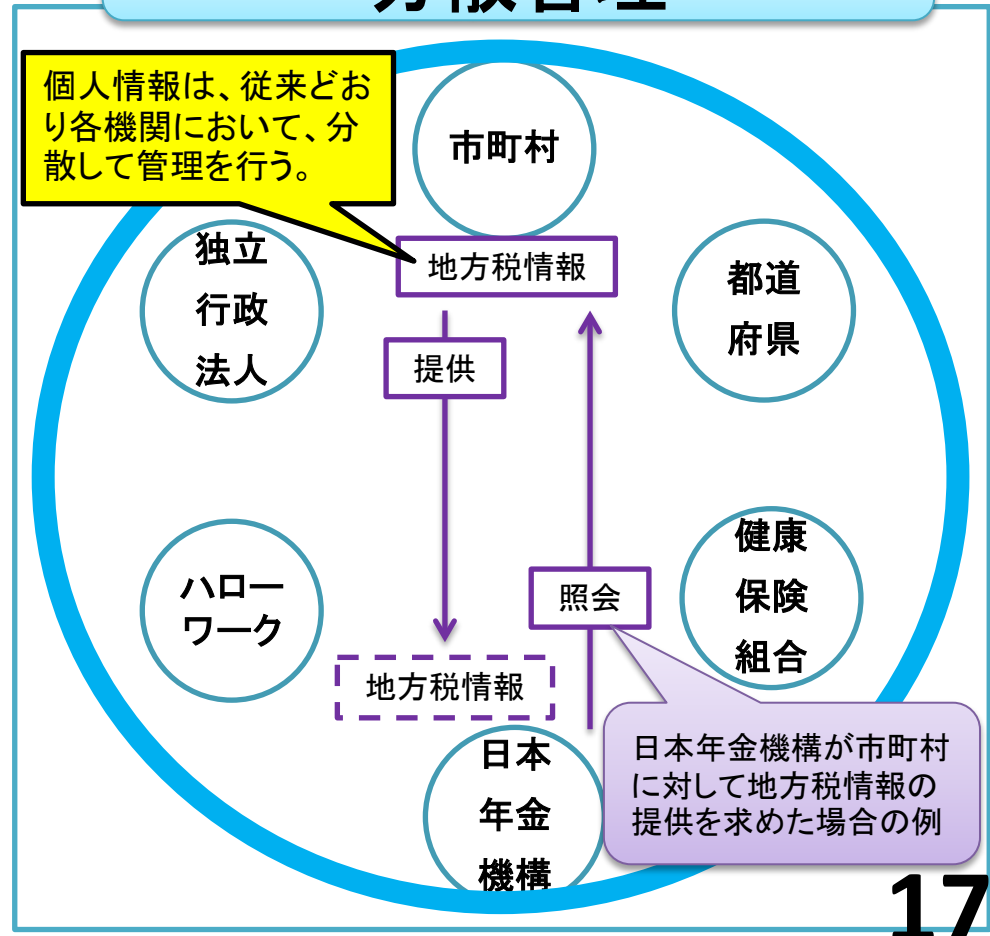 分散管理
個人情報は、従来どお
り各機関において、分
散して管理を行う。
市町村
独立
行政
法人
地方税情報
都道
府県
提供
ハロー
ワーク
照会
健康
保険
組合
地方税情報
日本
年金
機構
日本年金機構が市町村
に対して地方税情報の
提供を求めた場合の例
17